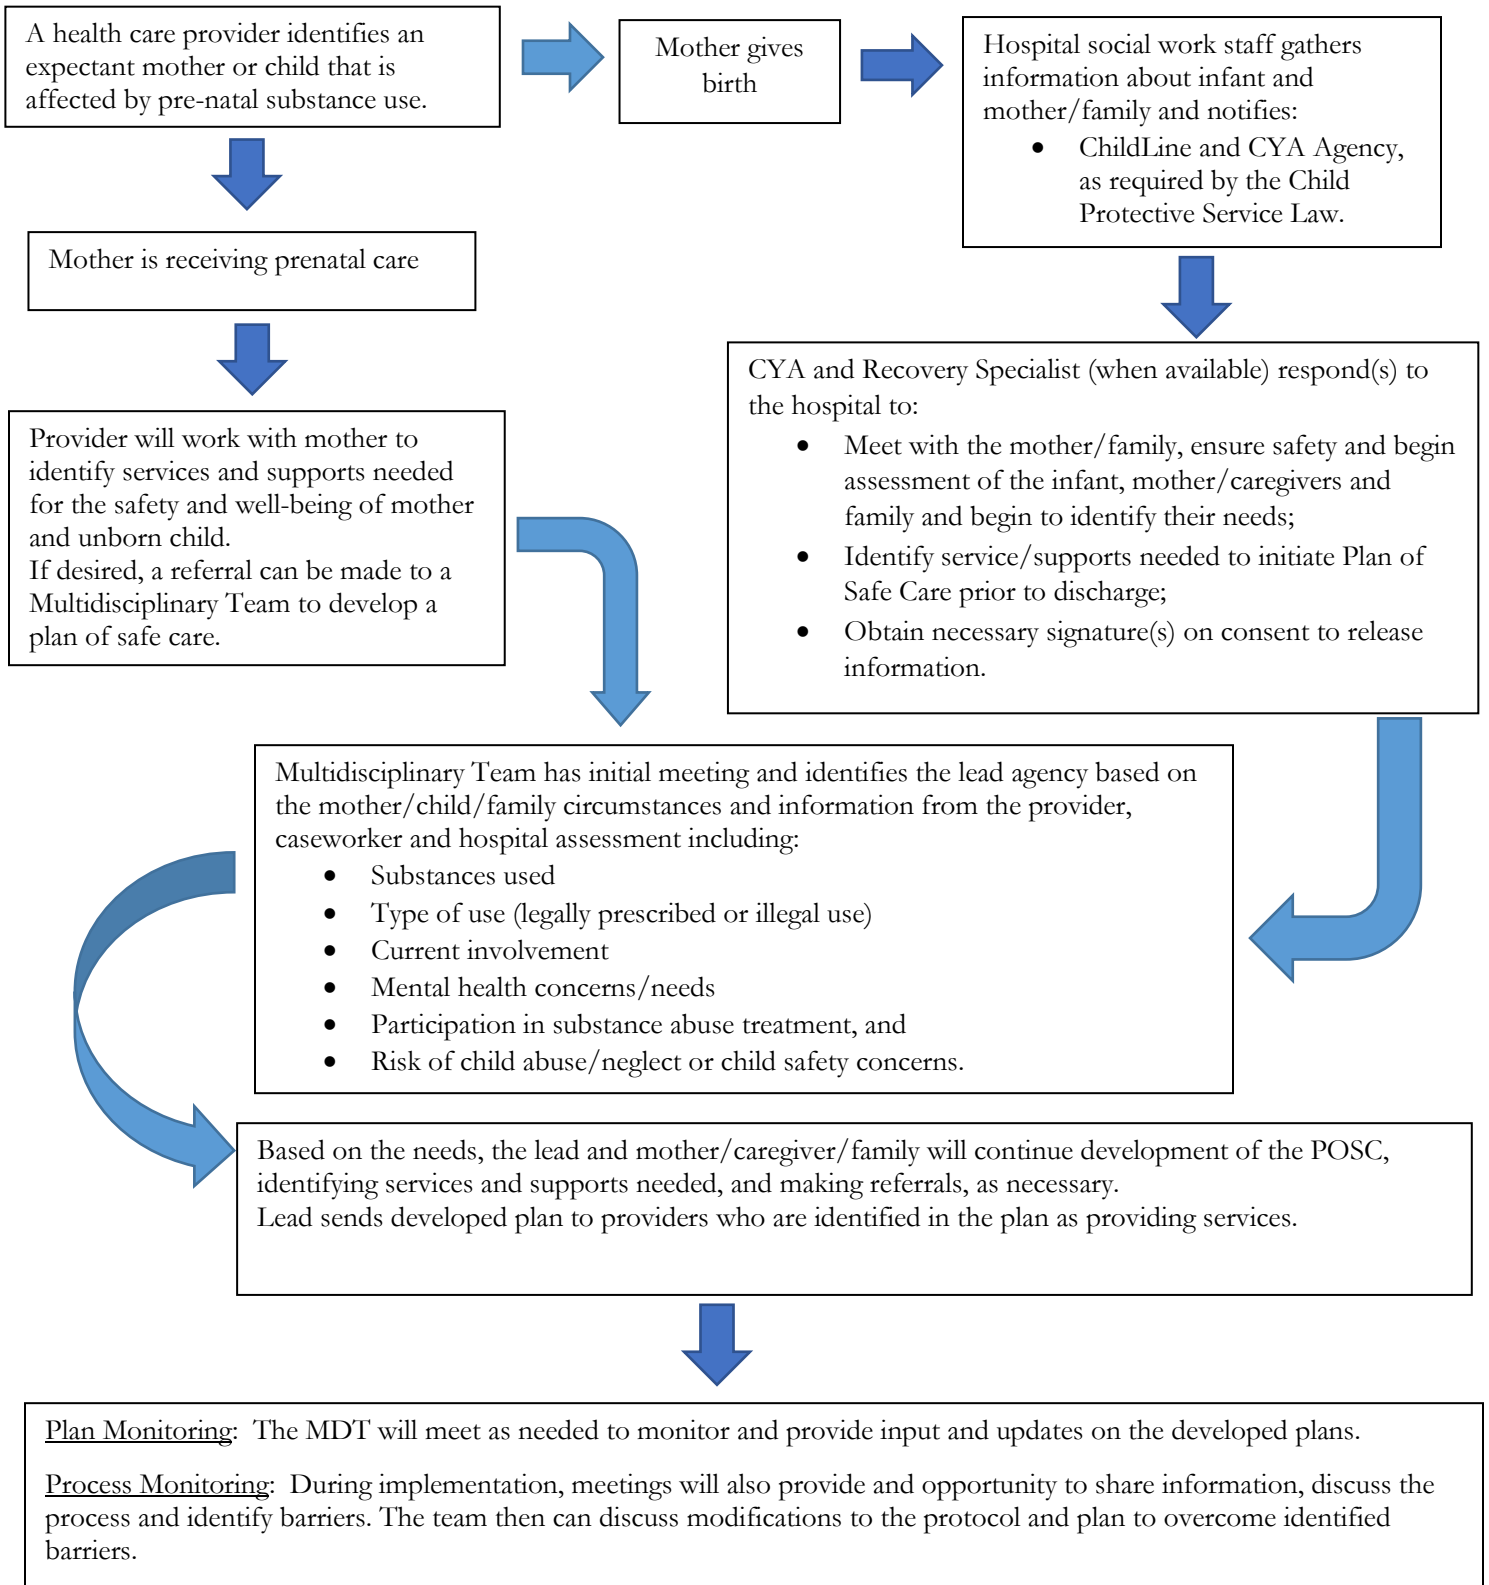 A health care provider identifies an
expectant mother or child that is
affected by pre-natal substance use.
Mother gives
birth
Hospital social work staff gathers
information about infant and
mother/family and notifies:
• ChildLine and CYA Agency,
as required by the Child
Protective Service Law.
Mother is receiving prenatal care
Provider will work with mother to
identify services and supports needed
for the safety and well-being of mother
and unborn child.
If desired, a referral can be made to a
Multidisciplinary Team to develop a
plan of safe care.
CYA and Recovery Specialist (when available) respond(s) to
the hospital to:
• Meet with the mother/family, ensure safety and begin
assessment of the infant, mother/caregivers and
family and begin to identify their needs;
• Identify service/supports needed to initiate Plan of
Safe Care prior to discharge;
• Obtain necessary signature(s) on consent to release
information.
Multidisciplinary Team has initial meeting and identifies the lead agency based on
the mother/child/family circumstances and information from the provider,
caseworker and hospital assessment including:
• Substances used
• Type of use (legally prescribed or illegal use)
• Current involvement
• Mental health concerns/needs
• Participation in substance abuse treatment, and
• Risk of child abuse/neglect or child safety concerns.
Based on the needs, the lead and mother/caregiver/family will continue development of the POSC,
identifying services and supports needed, and making referrals, as necessary.
Lead sends developed plan to providers who are identified in the plan as providing services.
Plan Monitoring: The MDT will meet as needed to monitor and provide input and updates on the developed plans.
Process Monitoring: During implementation, meetings will also provide and opportunity to share information, discuss the
process and identify barriers. The team then can discuss modifications to the protocol and plan to overcome identified
barriers.